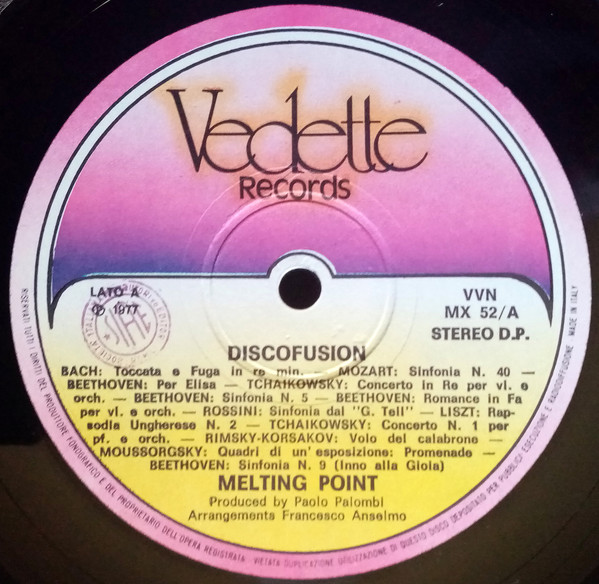 Vedette
Records
LATO A
℗ 1977
VVN
MX 52/A
STEREO D.P.
DISCOFUSION
BACH: Toccata e Fuga in re min. — MOZART: Sinfonia N. 40 —
BEETHOVEN: Per Elisa — TCHAIKOWSKY: Concerto in Re per vl. e
orch. — BEETHOVEN: Sinfonia N. 5 — BEETHOVEN: Romance in Fa
per vl. e orch. — ROSSINI: Sinfonia dal "G. Tell" — LISZT: Rap-
sodia Ungherese N. 2 — TCHAIKOWSKY: Concerto N. 1 per
pf. e orch. — RIMSKY-KORSAKOV: Volo del calabrone —
MOUSSORGSKY: Quadri di un'esposizione: Promenade —
BEETHOVEN: Sinfonia N. 9 (Inno alla Gioia)
MELTING POINT
Produced by Paolo Palombi
Arrangements Francesco Anselmo
RISERVATI TUTTI I DIRITTI DEL PRODUTTORE FONOGRAFICO E DEL PROPRIETARIO DELL'OPERA REGISTRATA - VIETATA DUPLICAZIONE UTILIZZAZIONE DI QUESTO DISCO DEPOSITATO PER PUBBLICA ESECUZIONE E RADIODIFFUSIONE MADE IN ITALY
SIAE